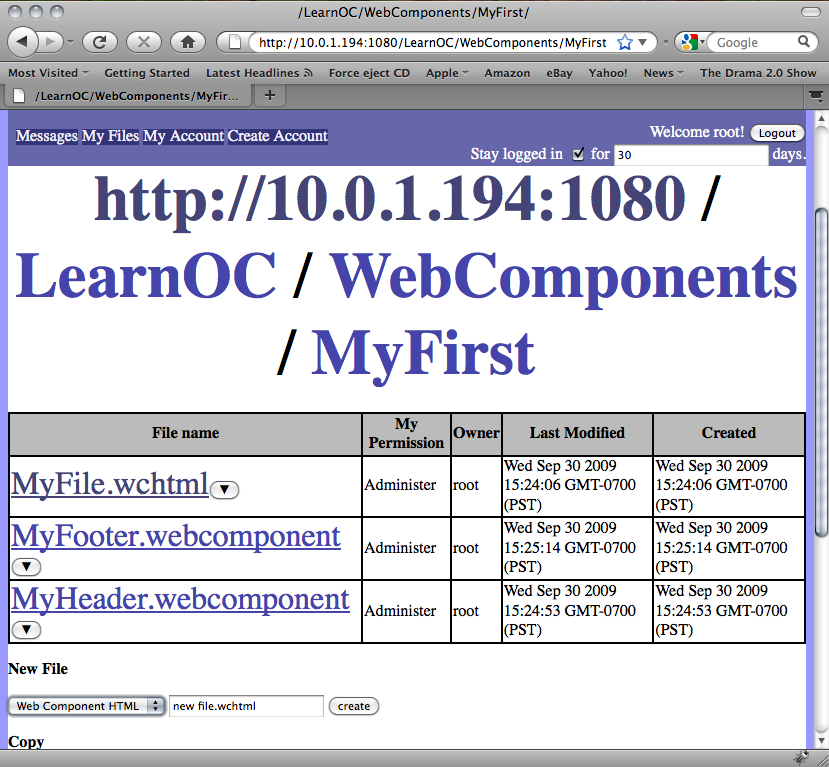 /LearnOC/WebComponents/MyFirst/
http://10.0.1.194:1080/LearnOC/WebComponents/MyFirst
Google
Most Visited Getting Started Latest Headlines Force eject CD Apple Amazon eBay Yahoo! News The Drama 2.0 Show
/LearnOC/WebComponents/MyFir...
Messages My Files My Account Create Account
Welcome root! Logout
Stay logged in for 30 days.
http://10.0.1.194:1080 /
LearnOC / WebComponents
/ MyFirst
File name My Permission Owner Last Modified Created
MyFile.wchtml Administer root Wed Sep 30 2009 15:24:06 GMT-0700 (PST) Wed Sep 30 2009 15:24:06 GMT-0700 (PST)
MyFooter.webcomponent Administer root Wed Sep 30 2009 15:25:14 GMT-0700 (PST) Wed Sep 30 2009 15:25:14 GMT-0700 (PST)
MyHeader.webcomponent Administer root Wed Sep 30 2009 15:24:53 GMT-0700 (PST) Wed Sep 30 2009 15:24:53 GMT-0700 (PST)
New File
Web Component HTML new file.wchtml create
Copy